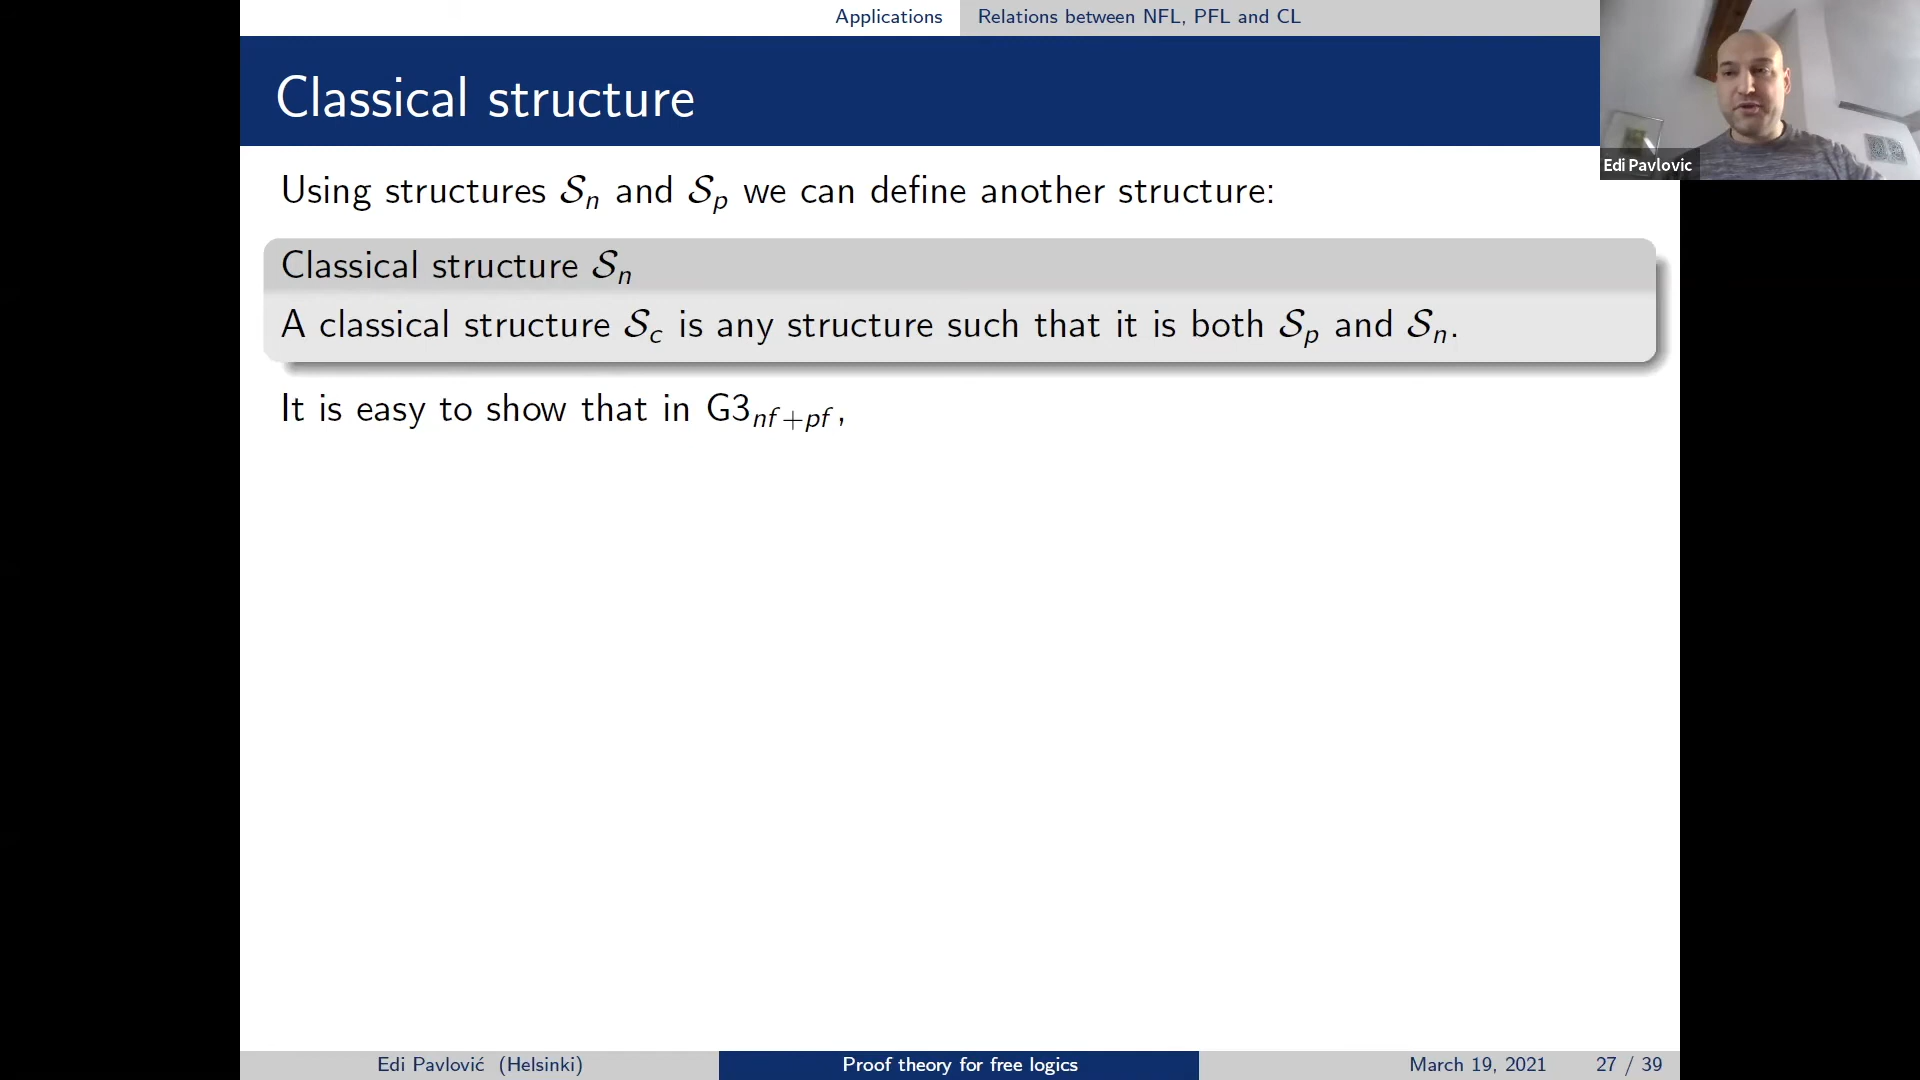 Applications Relations between NFL, PFL and CL
Classical structure
Edi Pavlovic
Using structures 𝒮ₙ and 𝒮ₚ we can define another structure:
Classical structure 𝒮ₙ
A classical structure 𝒮_c is any structure such that it is both 𝒮ₚ and 𝒮ₙ.
It is easy to show that in G3_{nf+pf},
Edi Pavlović (Helsinki) Proof theory for free logics March 19, 2021 27 / 39